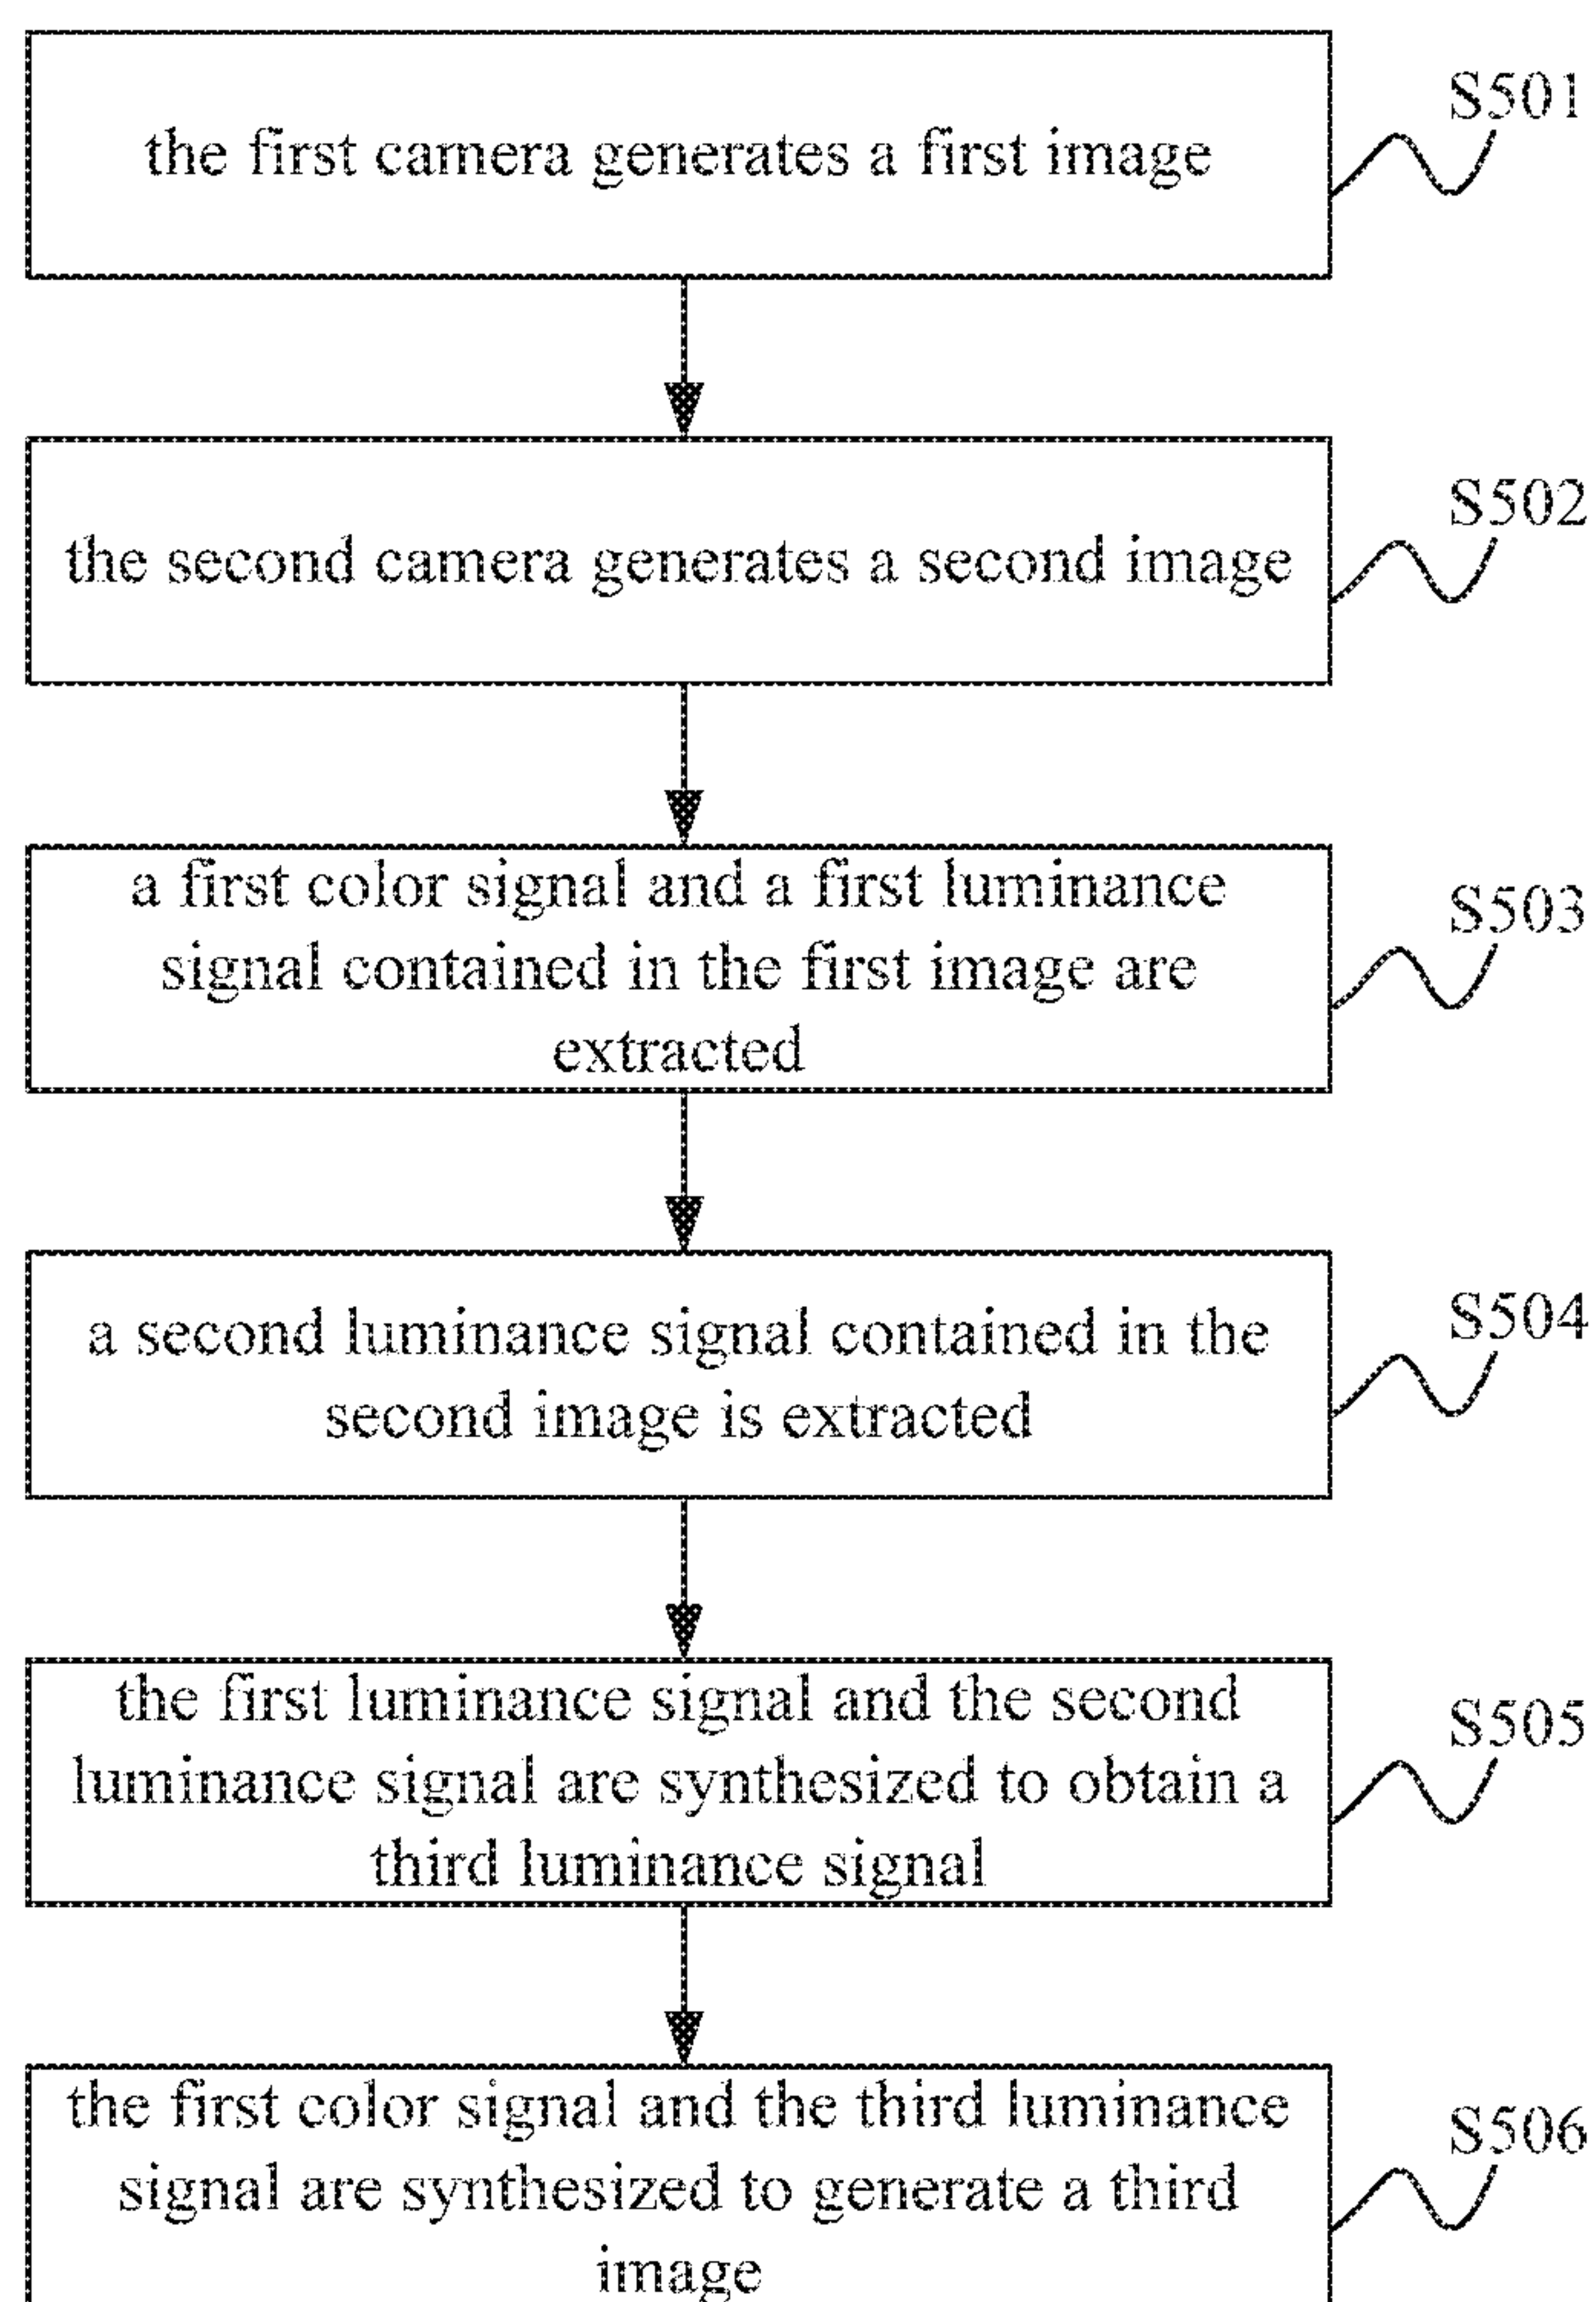 the first camera generates a first image
S501
the second camera generates a second image
S502
a first color signal and a first luminance
signal contained in the first image are
extracted
S503
a second luminance signal contained in the
second image is extracted
S504
the first luminance signal and the second
luminance signal are synthesized to obtain a
third luminance signal
S505
the first color signal and the third luminance
signal are synthesized to generate a third
image
S506